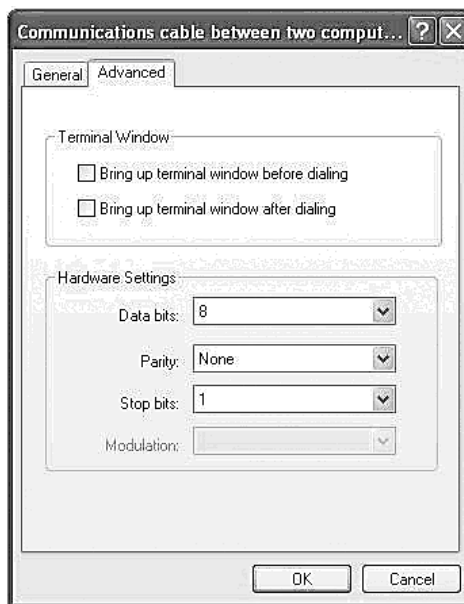 Communications cable between two comput...
General Advanced
Terminal Window
Bring up terminal window before dialing
Bring up terminal window after dialing
Hardware Settings
Data bits: 8
Parity: None
Stop bits: 1
Modulation:
OK Cancel